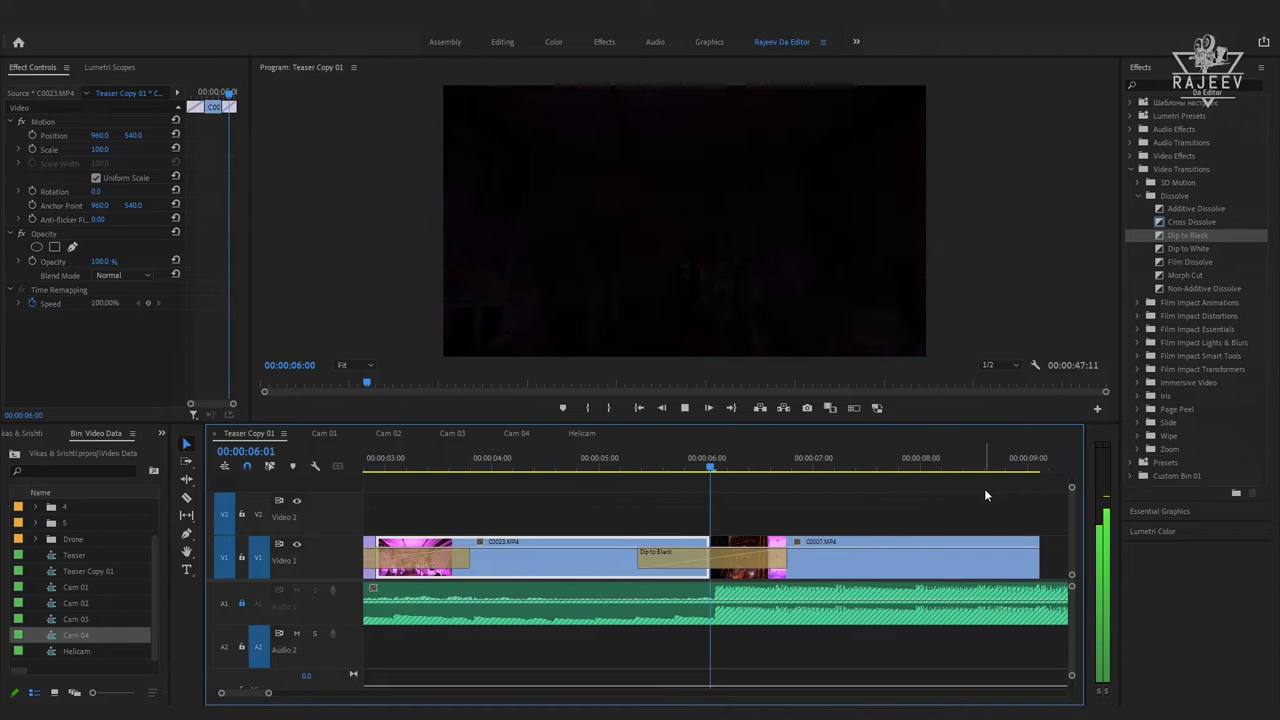 Assembly
Editing
Color
Effects
Audio
Graphics
Rajeev Da Editor
RAJEEV
Da Editor
Effect Controls
Lumetri Scopes
Source * C0023.MP4
Teaser Copy 01 * C...
00:00:06:00
Video
C00
Motion
Position
960.0
540.0
Scale
100.0
Scale Width
100.0
Uniform Scale
Rotation
0.0
Anchor Point
960.0
540.0
Anti-flicker Fi...
0.00
Opacity
Opacity
100.0 %
Blend Mode
Normal
Time Remapping
Speed
100.00%
00:00:06:00
Program: Teaser Copy 01
00:00:06:00
Fit
1/2
00:00:47:11
Effects
Lumetri Presets
Audio Effects
Audio Transitions
Video Effects
Video Transitions
3D Motion
Dissolve
Additive Dissolve
Cross Dissolve
Dip to Black
Dip to White
Film Dissolve
Morph Cut
Non-Additive Dissolve
Film Impact Animations
Film Impact Distortions
Film Impact Essentials
Film Impact Lights & Blurs
Film Impact Smart Tools
Film Impact Transformers
Immersive Video
Iris
Page Peel
Slide
Wipe
Zoom
Presets
Custom Bin 01
Essential Graphics
Lumetri Color
kas & Srishti
Bin: Video Data
Vikas & Srishti.prproj\Video Data
Name
4
5
Drone
Teaser
Teaser Copy 01
Cam 01
Cam 02
Cam 03
Cam 04
Helicam
Teaser Copy 01
Cam 01
Cam 02
Cam 03
Cam 04
Helicam
00:00:06:01
00:00:03:00
00:00:04:00
00:00:05:00
00:00:06:00
00:00:07:00
00:00:08:00
00:00:09:00
V2
V2
Video 2
V1
V1
Video 1
C0023.MP4
Dip to Black
C0007.MP4
A1
A1
M
S
Audio 1
A2
A2
M
S
Audio 2
0.0
S S